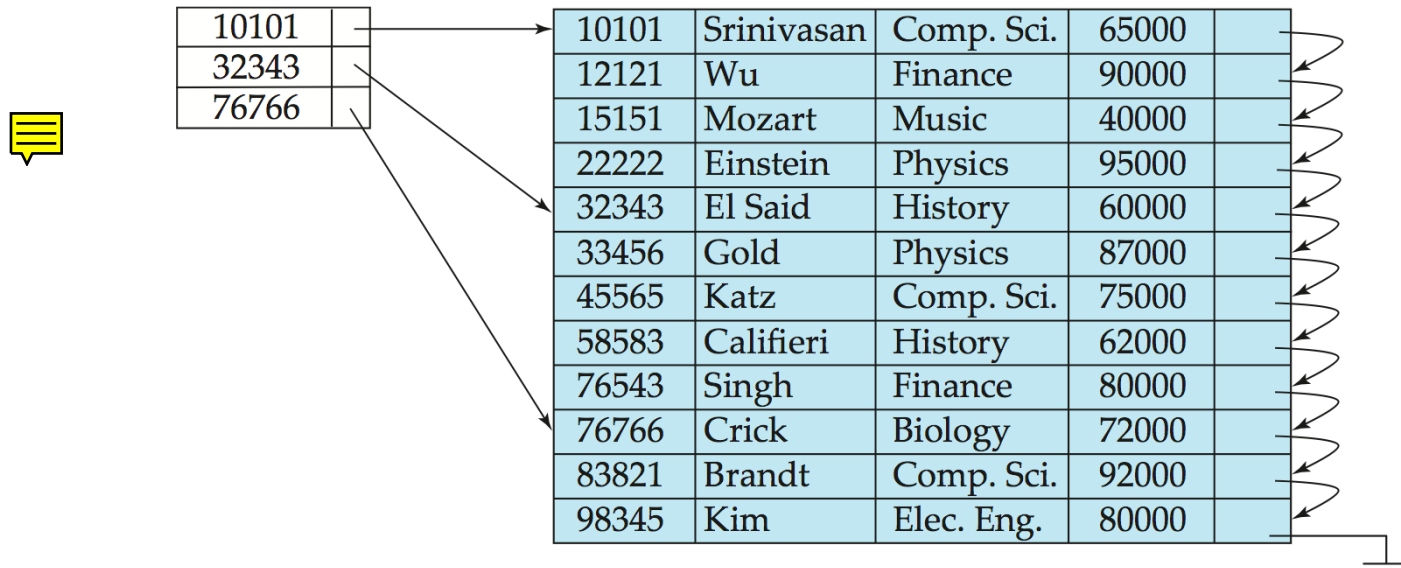 10101
32343
76766
10101 Srinivasan Comp. Sci. 65000
12121 Wu Finance 90000
15151 Mozart Music 40000
22222 Einstein Physics 95000
32343 El Said History 60000
33456 Gold Physics 87000
45565 Katz Comp. Sci. 75000
58583 Califieri History 62000
76543 Singh Finance 80000
76766 Crick Biology 72000
83821 Brandt Comp. Sci. 92000
98345 Kim Elec. Eng. 80000